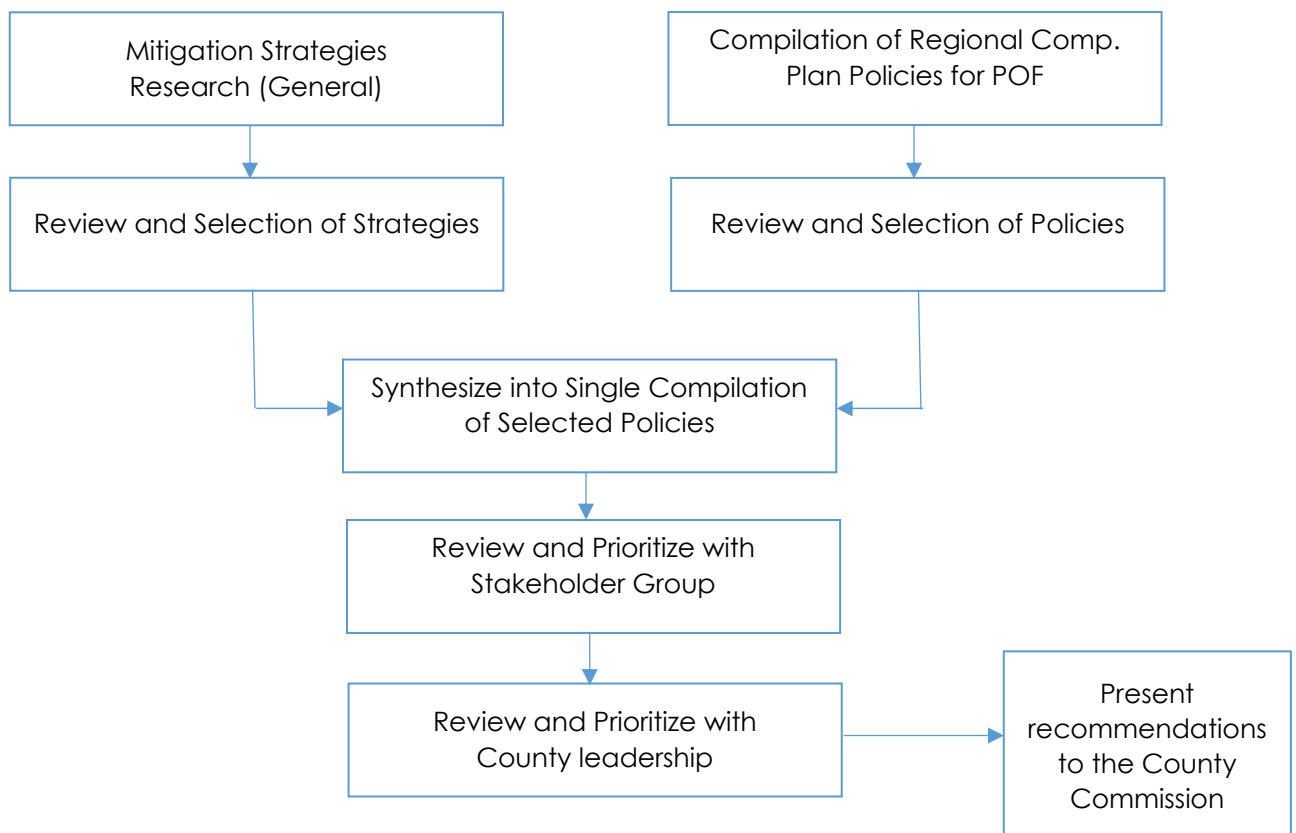 Mitigation Strategies
Research (General)
Compilation of Regional Comp.
Plan Policies for POF
Review and Selection of Strategies
Review and Selection of Policies
Synthesize into Single Compilation
of Selected Policies
Review and Prioritize with
Stakeholder Group
Review and Prioritize with
County leadership
Present
recommendations
to the County
Commission